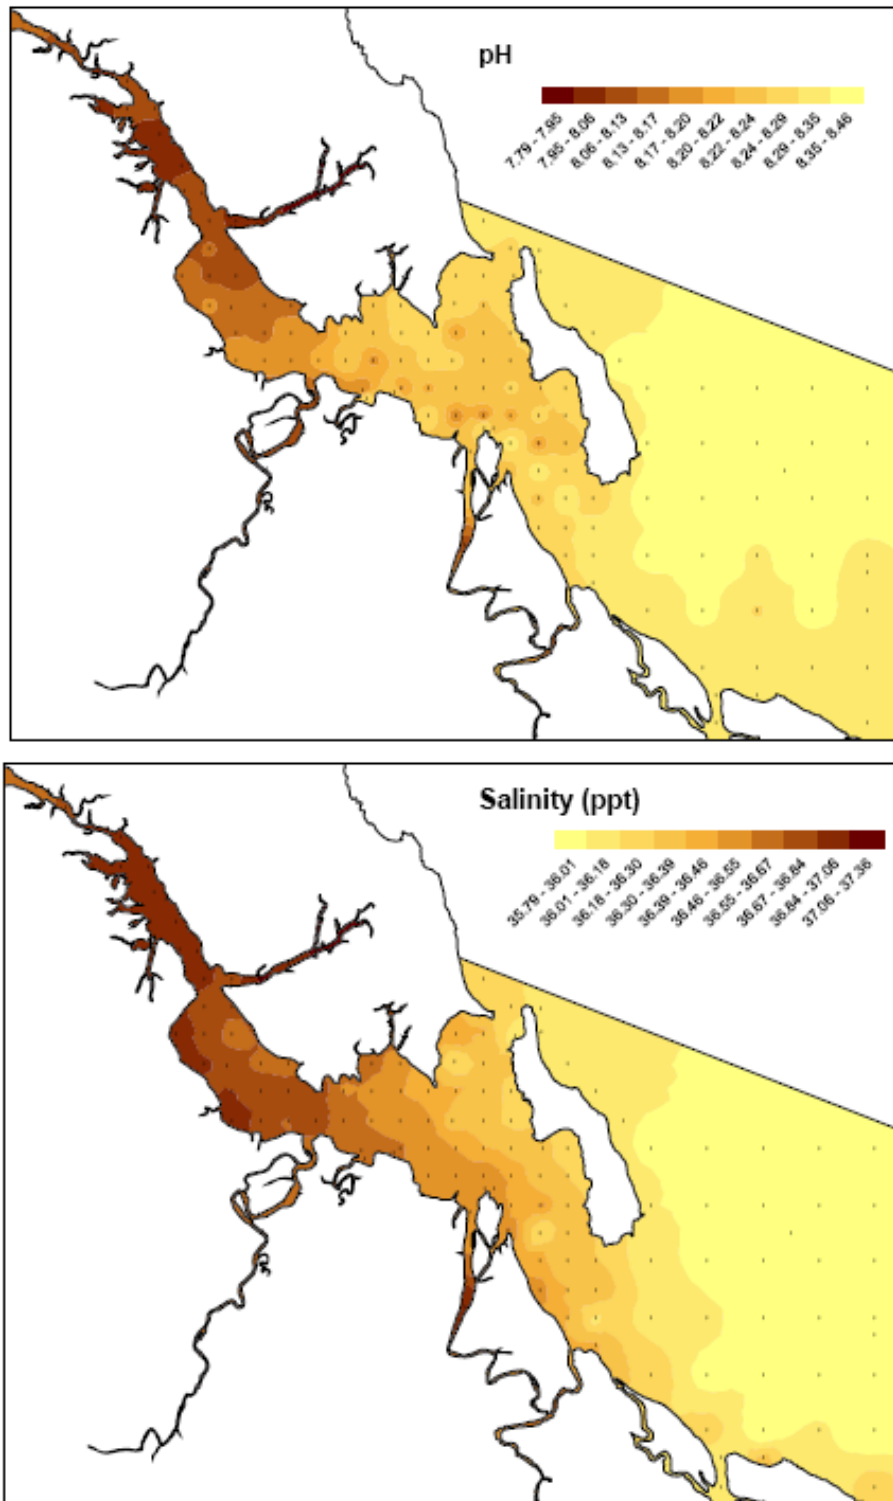 pH
7.79 - 7.95
7.95 - 8.06
8.06 - 8.13
8.13 - 8.17
8.17 - 8.20
8.20 - 8.22
8.22 - 8.24
8.24 - 8.29
8.29 - 8.35
8.35 - 8.46
Salinity (ppt)
35.79 - 36.01
36.01 - 36.18
36.18 - 36.30
36.30 - 36.39
36.39 - 36.46
36.46 - 36.55
36.55 - 36.67
36.67 - 36.84
36.84 - 37.06
37.06 - 37.36